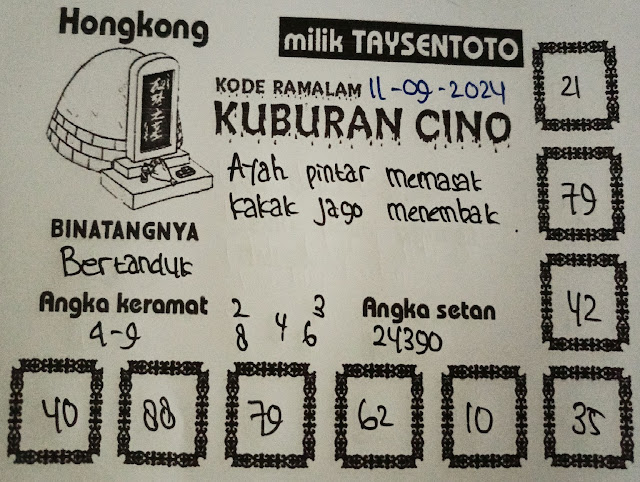 Hongkong
milik TAYSENTOTO
KODE RAMALAM 11-09-2024
KUBURAN CINO
Ayah pintar memasak
kakak jago menembak
BINATANGNYA
Bertanduk
Angka keramat
4-9
2 3
4
8 6
Angka setan
24390
21
79
42
40 88 79 62 10 35